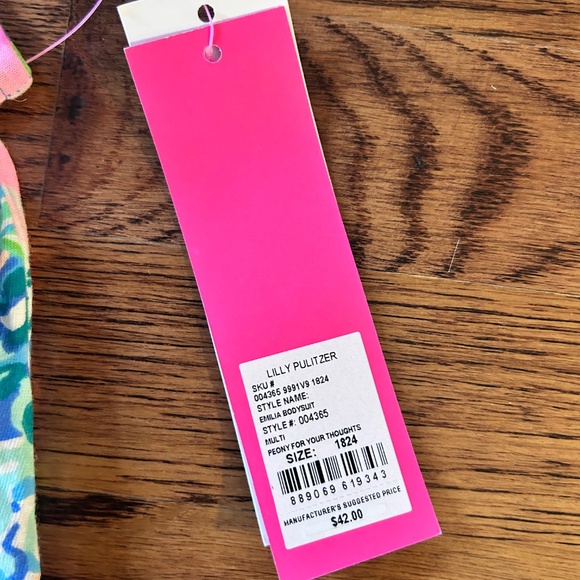 LILLY PULITZER
SKU #
004365 9991V9 1824
STYLE NAME:
EMILIA BODYSUIT
STYLE #: 004365
MULTI
PEONY FOR YOUR THOUGHTS
SIZE: 1824
889069 619343
MANUFACTURER'S SUGGESTED PRICE
$42.00